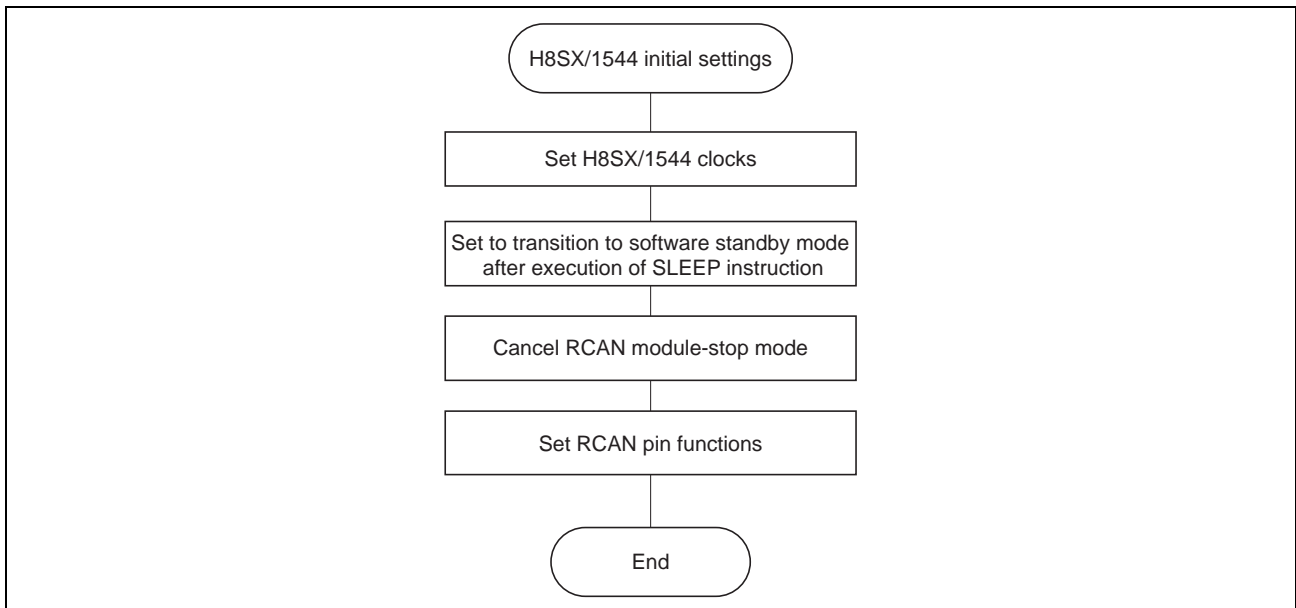 H8SX/1544 initial settings
Set H8SX/1544 clocks
Set to transition to software standby mode
after execution of SLEEP instruction
Cancel RCAN module-stop mode
Set RCAN pin functions
End